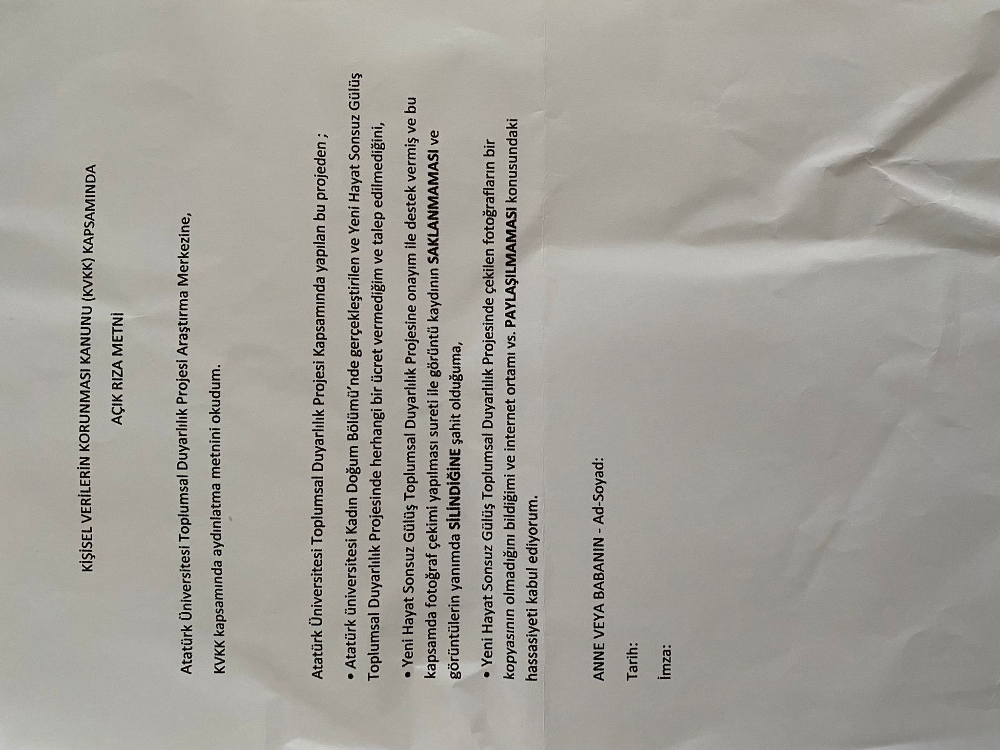 KİŞİSEL VERİLERİN KORUNMASI KANUNU (KVKK) KAPSAMINDA
AÇIK RIZA METNİ
Atatürk Üniversitesi Toplumsal Duyarlılık Projesi Araştırma Merkezine,
KVKK kapsamında aydınlatma metnini okudum.
Atatürk Üniversitesi Toplumsal Duyarlılık Projesi Kapsamında yapılan bu projeden ;
• Atatürk üniversitesi Kadın Doğum Bölümü'nde gerçekleştirilen ve Yeni Hayat Sonsuz Gülüş
Toplumsal Duyarlılık Projesinde herhangi bir ücret vermediğim ve talep edilmediğini,
• Yeni Hayat Sonsuz Gülüş Toplumsal Duyarlılık Projesine onayım ile destek vermiş ve bu
kapsamda fotoğraf çekimi yapılması sureti ile görüntü kaydının SAKLANMAMASI ve
görüntülerin yanımda SİLİNDİĞİNE şahit olduğuma,
• Yeni Hayat Sonsuz Gülüş Toplumsal Duyarlılık Projesinde çekilen fotoğrafların bir
kopyasının olmadığını bildiğimi ve internet ortamı vs. PAYLAŞILMAMASI konusundaki
hassasiyeti kabul ediyorum.
ANNE VEYA BABANIN - Ad-Soyad:
Tarih:
İmza: